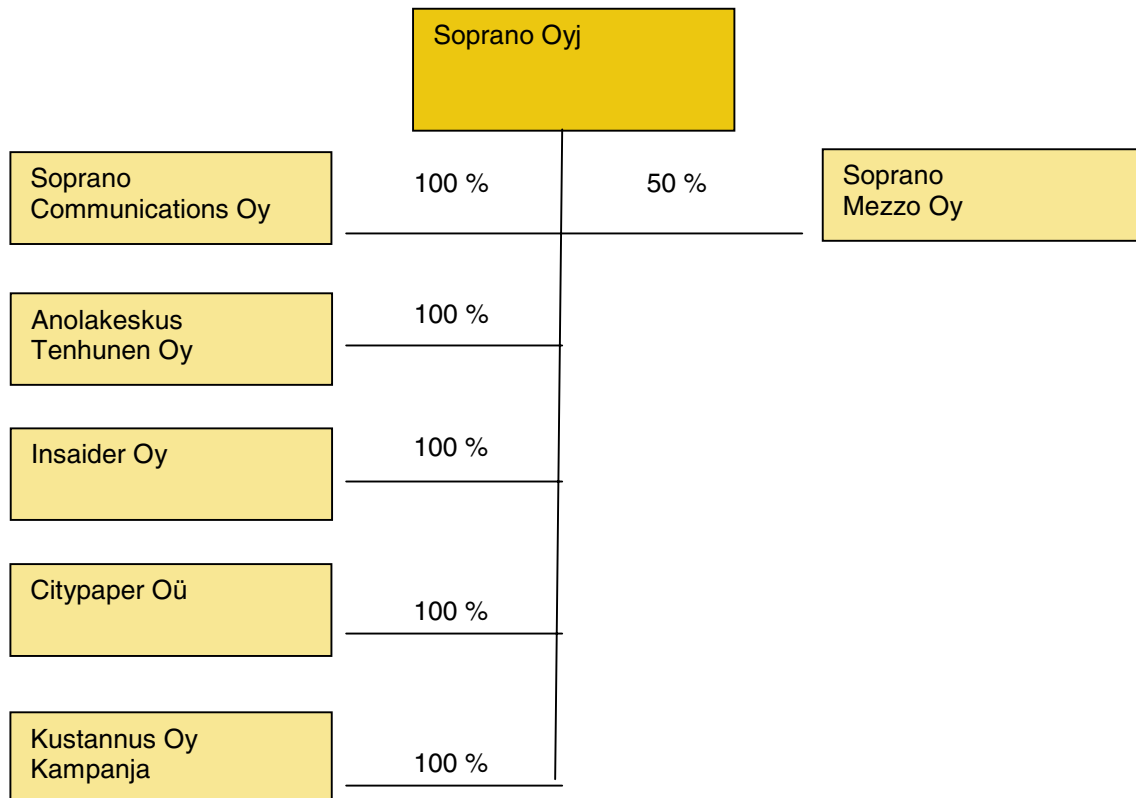 Soprano Oyj
Soprano
Communications Oy
100 %
50 %
Soprano
Mezzo Oy
Anolakeskus
Tenhunen Oy
100 %
Insaider Oy
100 %
Citypaper Oü
100 %
Kustannus Oy
Kampanja
100 %